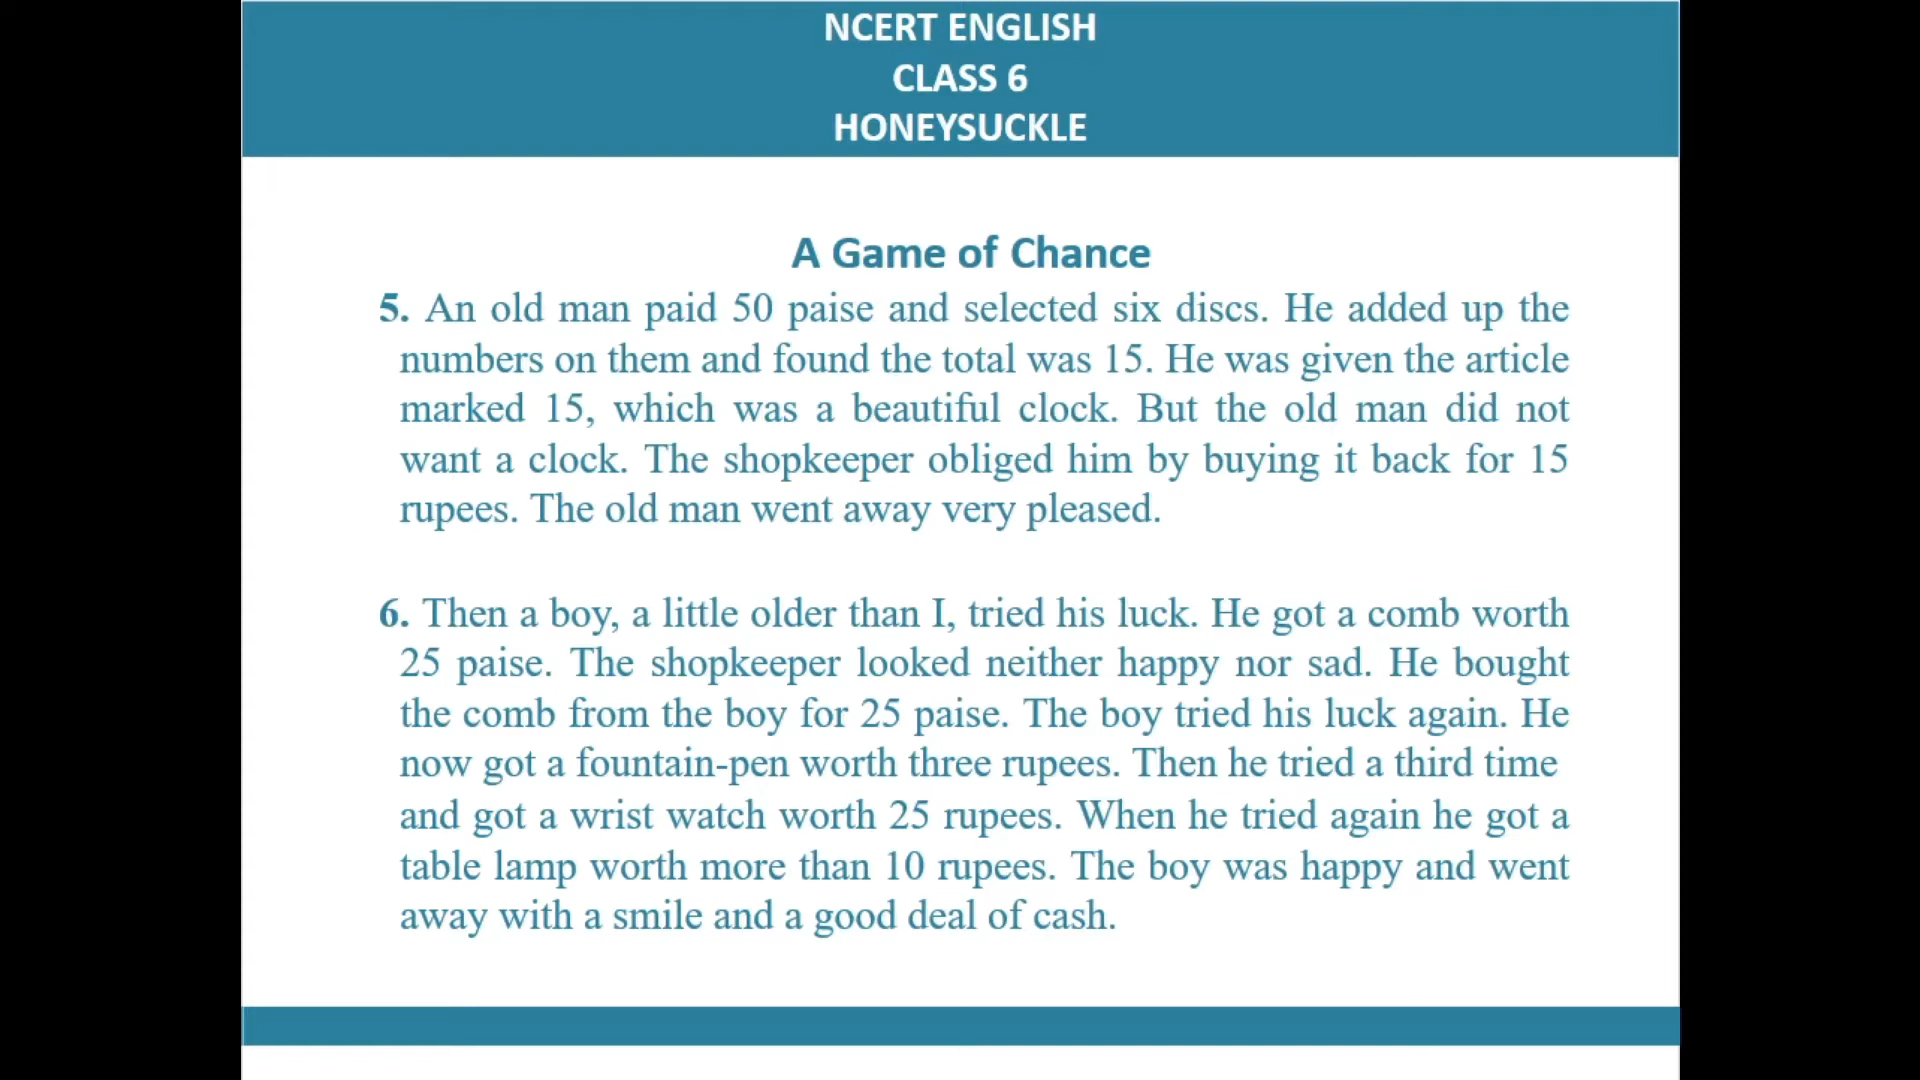 NCERT ENGLISH
CLASS 6
HONEYSUCKLE
A Game of Chance
5. An old man paid 50 paise and selected six discs. He added up the
numbers on them and found the total was 15. He was given the article
marked 15, which was a beautiful clock. But the old man did not
want a clock. The shopkeeper obliged him by buying it back for 15
rupees. The old man went away very pleased.
6. Then a boy, a little older than I, tried his luck. He got a comb worth
25 paise. The shopkeeper looked neither happy nor sad. He bought
the comb from the boy for 25 paise. The boy tried his luck again. He
now got a fountain-pen worth three rupees. Then he tried a third time
and got a wrist watch worth 25 rupees. When he tried again he got a
table lamp worth more than 10 rupees. The boy was happy and went
away with a smile and a good deal of cash.